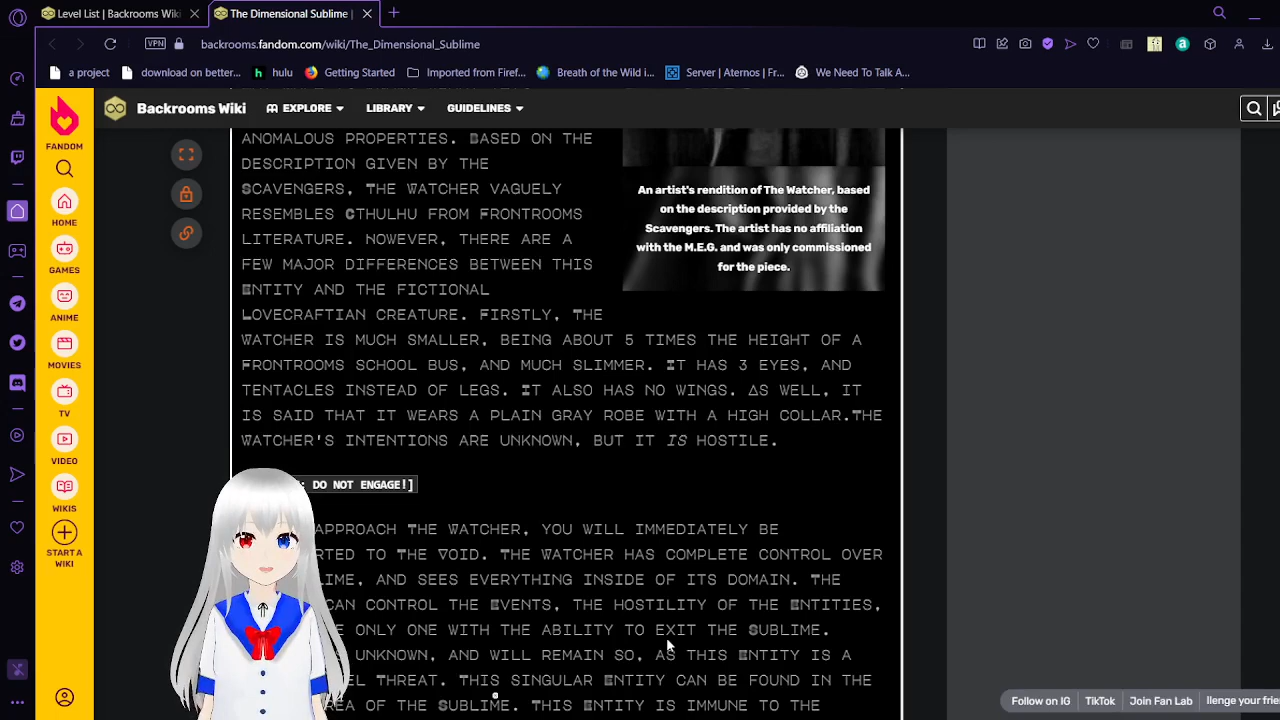 Level List | Backrooms Wiki
The Dimensional Sublime |
VPN
backrooms.fandom.com/wiki/The_Dimensional_Sublime
a project
download on better...
hulu
Getting Started
Imported from Firef...
Breath of the Wild i...
Server | Aternos | Fr...
We Need To Talk A...
FANDOM
HOME
GAMES
ANIME
MOVIES
TV
VIDEO
WIKIS
START A
WIKI
Backrooms Wiki
EXPLORE
LIBRARY
GUIDELINES
ANOMALOUS PROPERTIES. BASED ON THE
DESCRIPTION GIVEN BY THE
SCAVENGERS, THE WATCHER VAGUELY
RESEMBLES CTHULHU FROM FRONTROOMS
LITERATURE. NOWEVER, THERE ARE A
FEW MAJOR DIFFERENCES BETWEEN THIS
ENTITY AND THE FICTIONAL
LOVECRAFTIAN CREATURE. FIRSTLY, THE
WATCHER IS MUCH SMALLER, BEING ABOUT 5 TIMES THE HEIGHT OF A
FRONTROOMS SCHOOL BUS, AND MUCH SLIMMER. IT HAS 3 EYES, AND
TENTACLES INSTEAD OF LEGS. IT ALSO HAS NO WINGS. AS WELL, IT
IS SAID THAT IT WEARS A PLAIN GRAY ROBE WITH A HIGH COLLAR.THE
WATCHER'S INTENTIONS ARE UNKNOWN, BUT IT IS HOSTILE.
An artist's rendition of The Watcher, based
on the description provided by the
Scavengers. The artist has no affiliation
with the M.E.G. and was only commissioned
for the piece.
: DO NOT ENGAGE!]
APPROACH THE WATCHER, YOU WILL IMMEDIATELY BE
RTED TO THE VOID. THE WATCHER HAS COMPLETE CONTROL OVER
LIME, AND SEES EVERYTHING INSIDE OF ITS DOMAIN. THE
CAN CONTROL THE EVENTS, THE HOSTILITY OF THE ENTITIES,
E ONLY ONE WITH THE ABILITY TO EXIT THE SUBLIME.
UNKNOWN, AND WILL REMAIN SO, AS THIS ENTITY IS A
EL THREAT. THIS SINGULAR ENTITY CAN BE FOUND IN THE
REA OF THE SUBLIME. THIS ENTITY IS IMMUNE TO THE
Follow on IG
TikTok
Join Fan Lab
llenge your frie